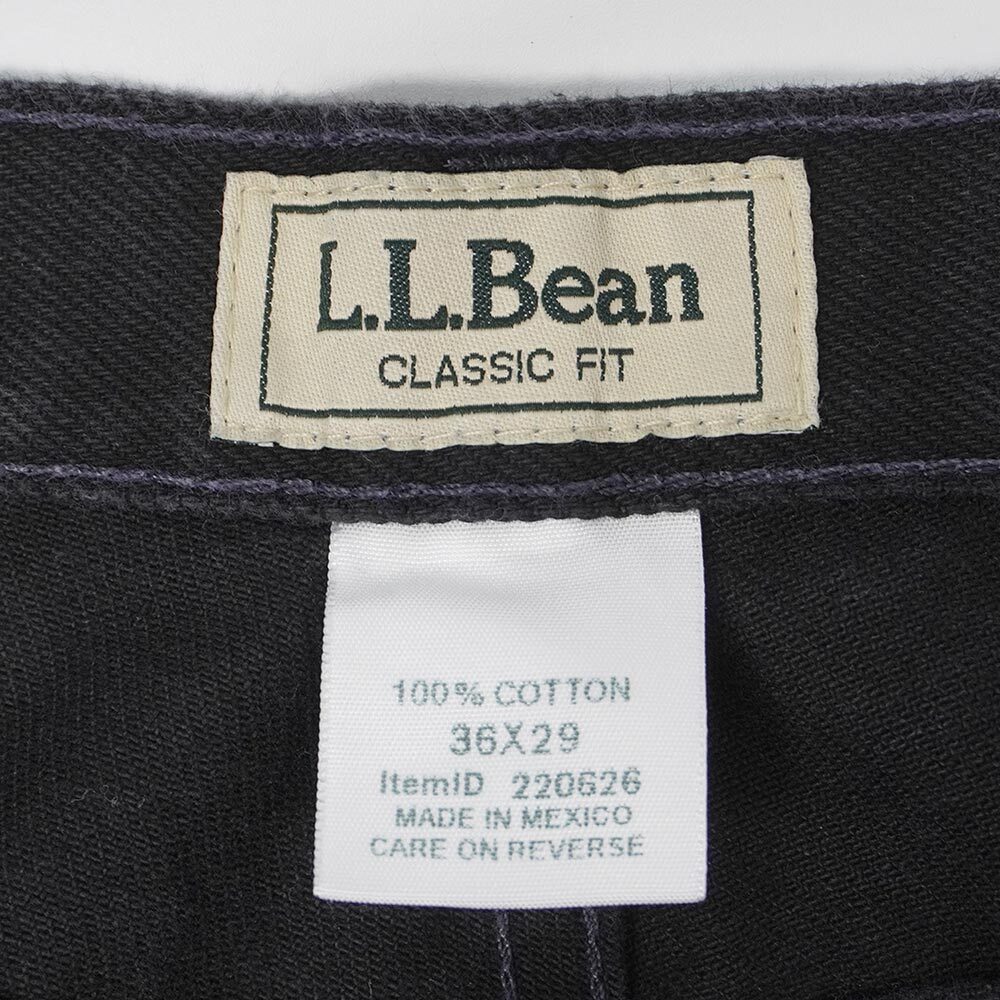 L.L.Bean
CLASSIC FIT
100% COTTON
36X29
ItemID 220626
MADE IN MEXICO
CARE ON REVERSE